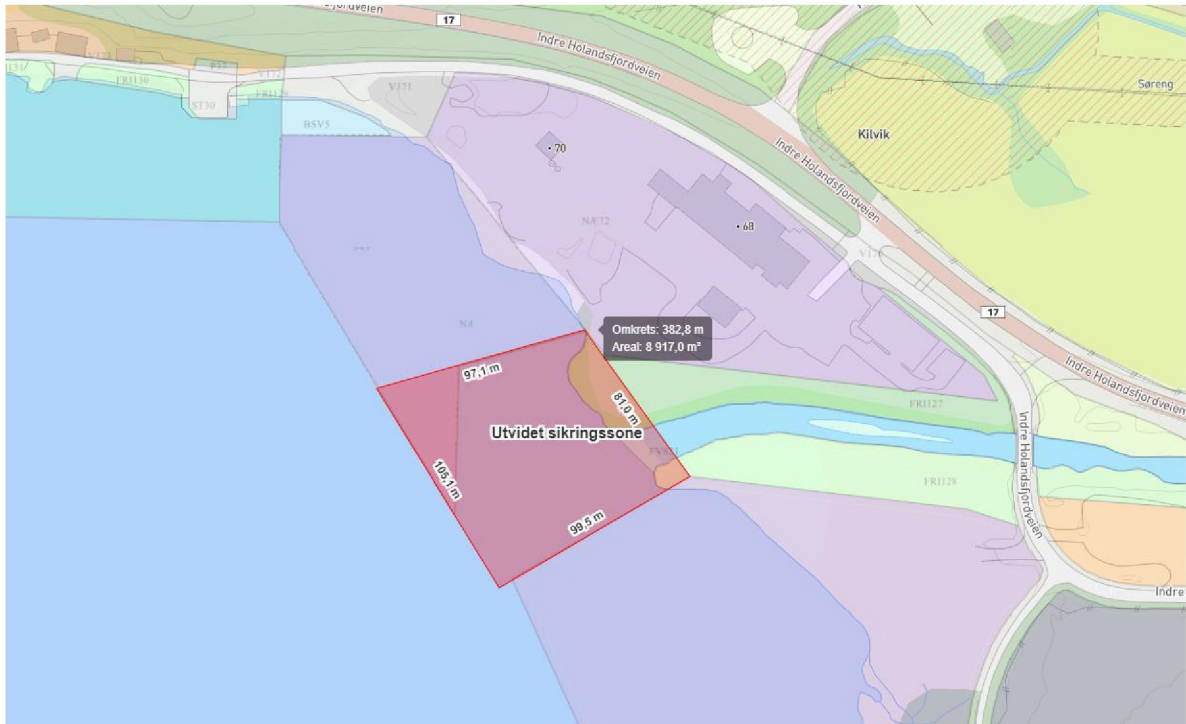 17
Indre Holandsfjordveien
Søreng
FRI130
V171
ST30
BSV5
Kilvik
70
Indre Holandsfjordveien
68
NÆ72
Omkrets: 382,8 m
Areal: 8 917,0 m²
17
97,1 m
81,0 m
Indre Holandsfjordveien
FRI127
Utvidet sikringssone
105,1 m
FRI128
Indre Holandsfjordveien
99,5 m
Indre